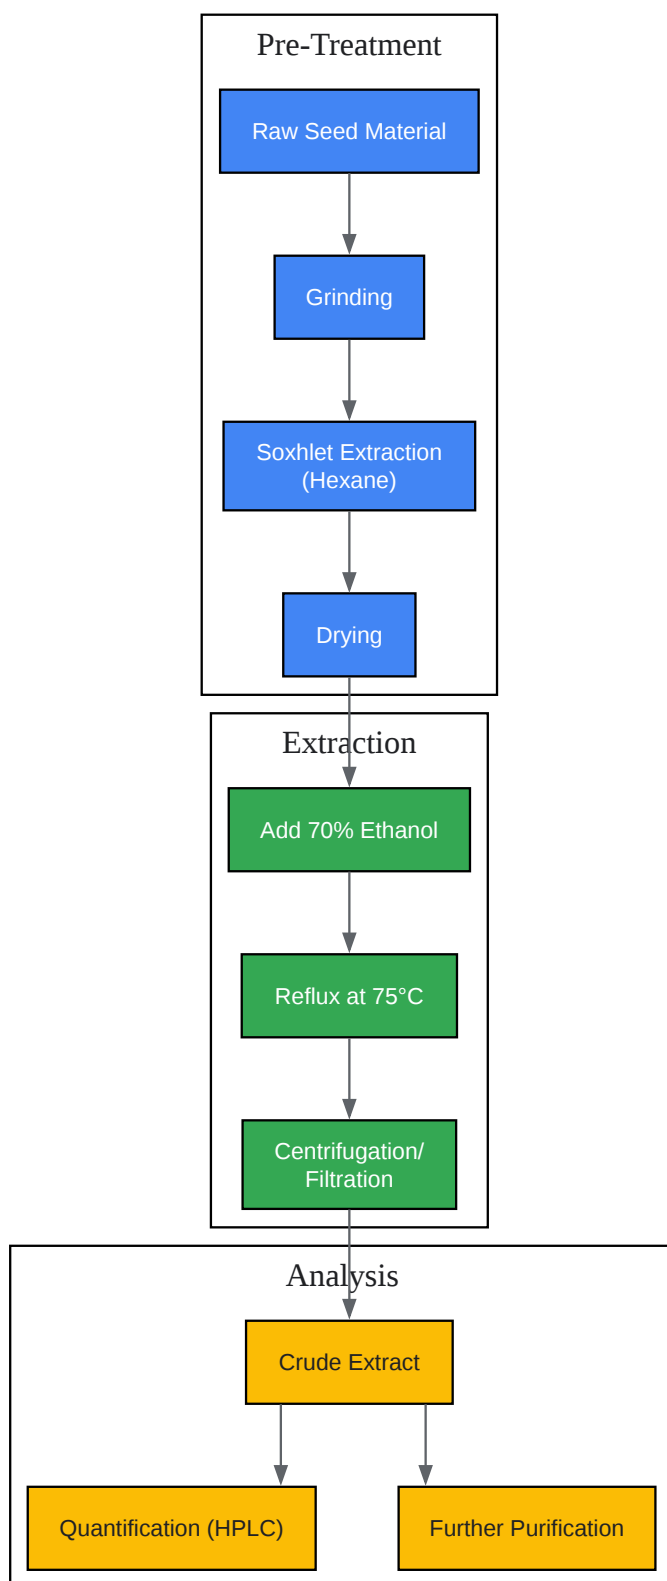 Pre-Treatment
Raw Seed Material
Grinding
Soxhlet Extraction
(Hexane)
Drying
Extraction
Add 70% Ethanol
Reflux at 75°C
Centrifugation/
Filtration
Analysis
Crude Extract
Quantification (HPLC)
Further Purification